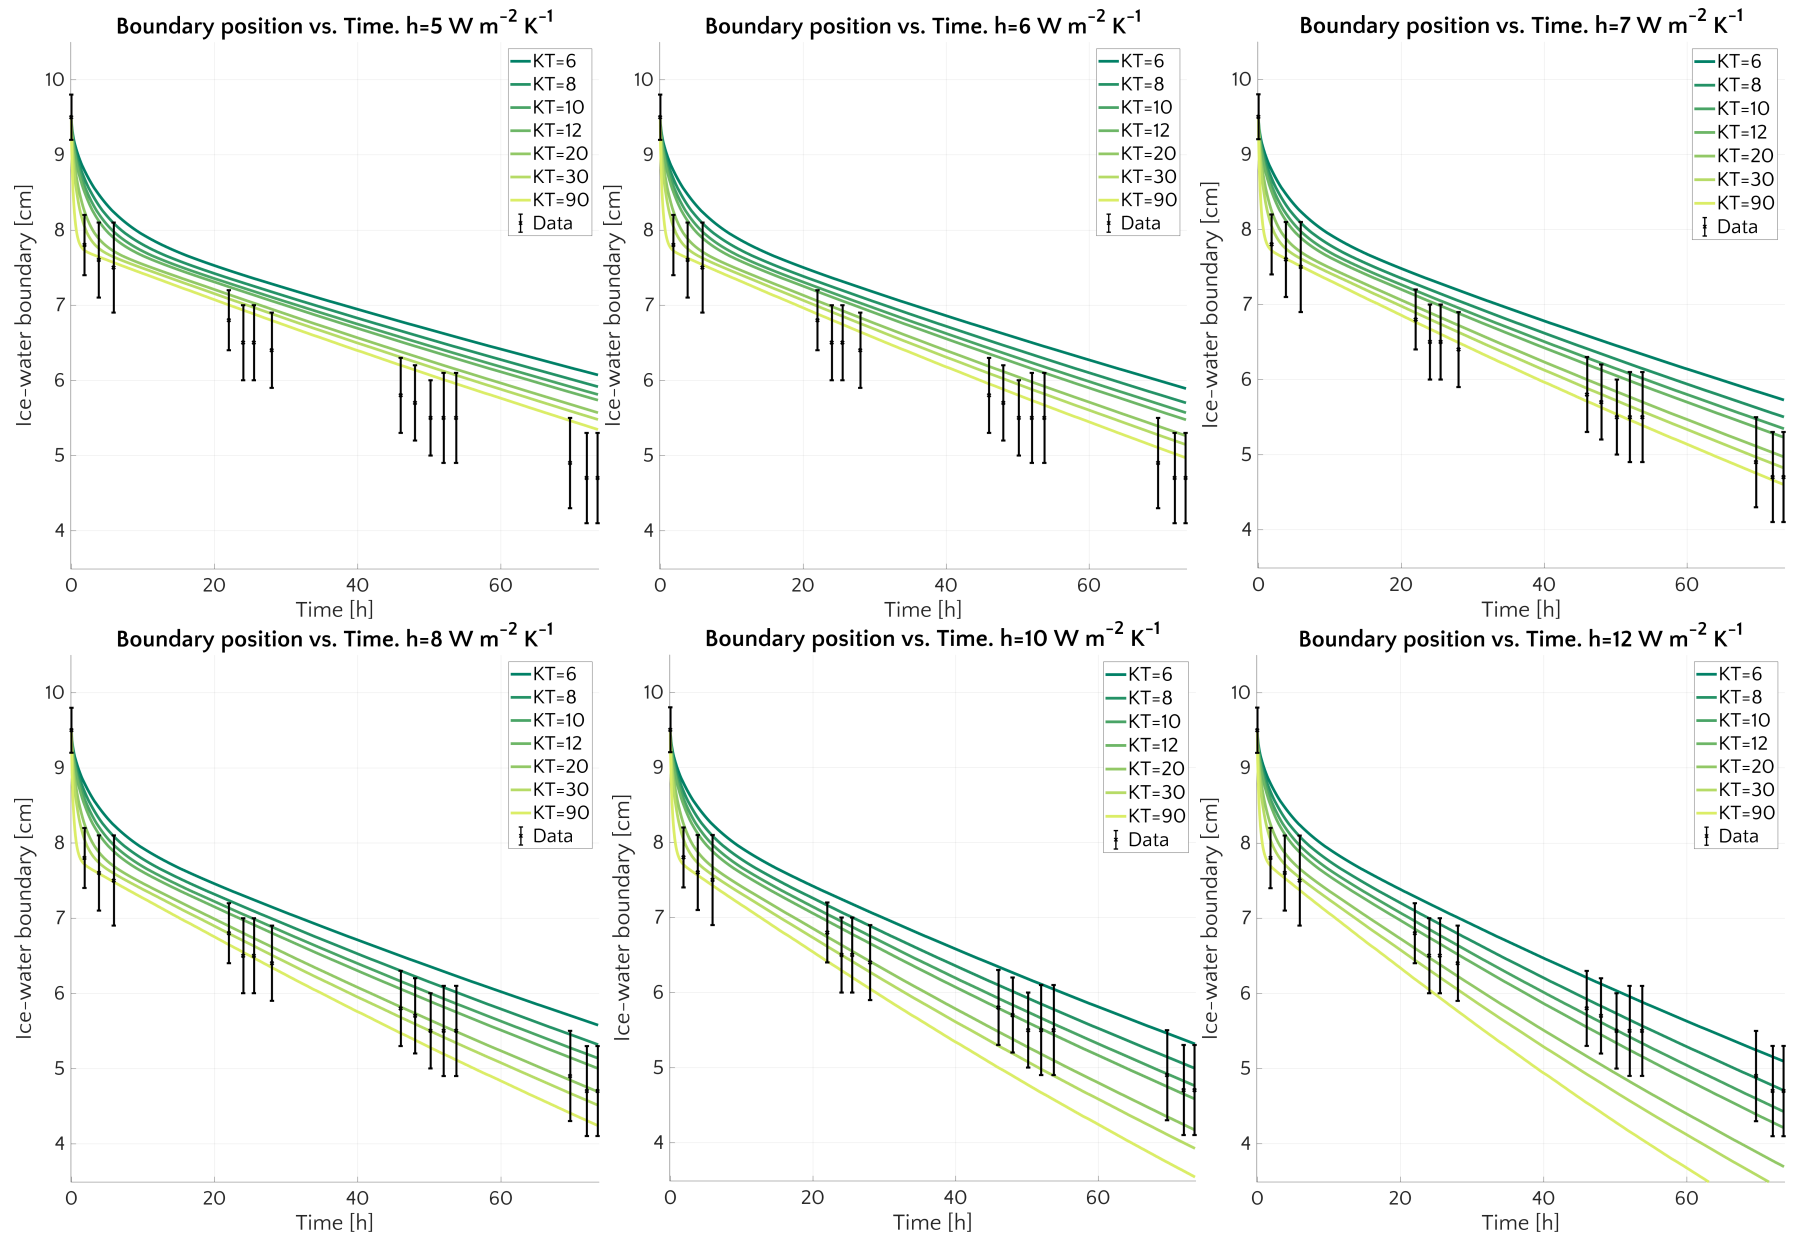 Boundary position vs. Time. h=5 W m⁻² K⁻¹
Ice-water boundary [cm]
10
9
8
7
6
5
4
KT=6
KT=8
KT=10
KT=12
KT=20
KT=30
KT=90
Data
0
20
40
60
Time [h]
Boundary position vs. Time. h=6 W m⁻² K⁻¹
Ice-water boundary [cm]
10
9
8
7
6
5
4
KT=6
KT=8
KT=10
KT=12
KT=20
KT=30
KT=90
Data
0
20
40
60
Time [h]
Boundary position vs. Time. h=7 W m⁻² K⁻¹
Ice-water boundary [cm]
10
9
8
7
6
5
4
KT=6
KT=8
KT=10
KT=12
KT=20
KT=30
KT=90
Data
0
20
40
60
Time [h]
Boundary position vs. Time. h=8 W m⁻² K⁻¹
Ice-water boundary [cm]
10
9
8
7
6
5
4
KT=6
KT=8
KT=10
KT=12
KT=20
KT=30
KT=90
Data
0
20
40
60
Time [h]
Boundary position vs. Time. h=10 W m⁻² K⁻¹
Ice-water boundary [cm]
10
9
8
7
6
5
4
KT=6
KT=8
KT=10
KT=12
KT=20
KT=30
KT=90
Data
0
20
40
60
Time [h]
Boundary position vs. Time. h=12 W m⁻² K⁻¹
Ice-water boundary [cm]
10
9
8
7
6
5
4
KT=6
KT=8
KT=10
KT=12
KT=20
KT=30
KT=90
Data
0
20
40
60
Time [h]